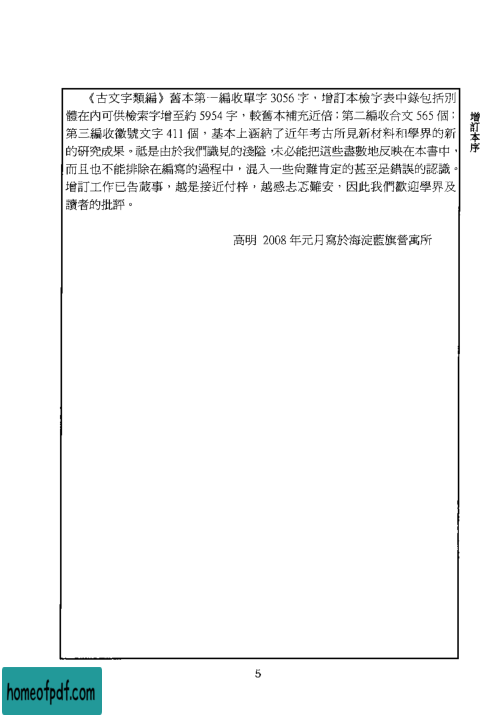 《古文字類編》舊本第一編收單字 3056 字，增訂本檢字表中錄包括別
體在內可供檢索字增至約 5954 字，較舊本補充近倍；第二編收合文 565 個；
第三編收徽號文字 411 個，基本上涵納了近年考古所見新材料和學界的新
的研究成果。祗是由於我們識見的淺隘，未必能把這些盡數地反映在本書中，
而且也不能排除在編寫的過程中，混入一些尙難肯定的甚至是錯誤的認識。
增訂工作已告蕆事，越是接近付梓，越感忐忑難安，因此我們歡迎學界及
讀者的批評。
高明 2008 年元月寫於海淀藍旗營寓所
增訂本序
5
homeofpdf.com